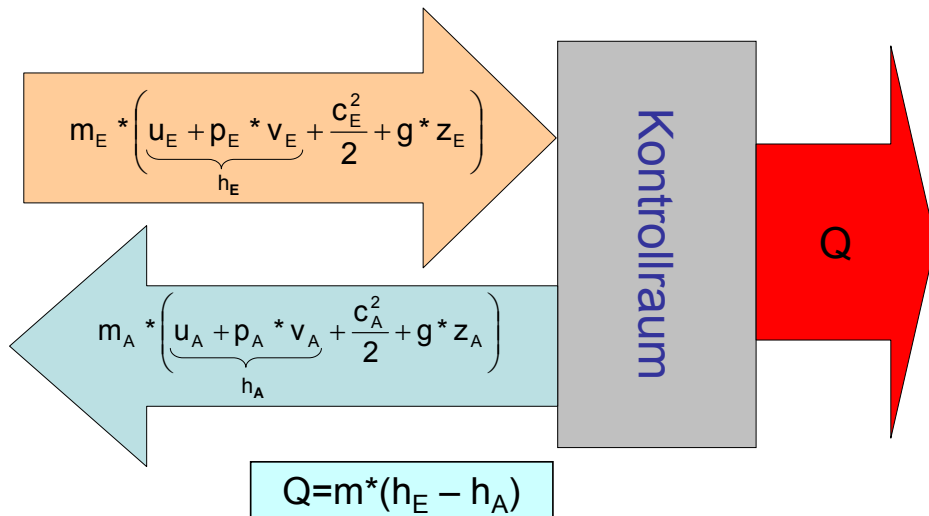 m_E * (u_E + p_E * v_E + c_E^2/2 + g * z_E)
h_E
Kontrollraum
Q
m_A * (u_A + p_A * v_A + c_A^2/2 + g * z_A)
h_A
Q=m*(h_E – h_A)